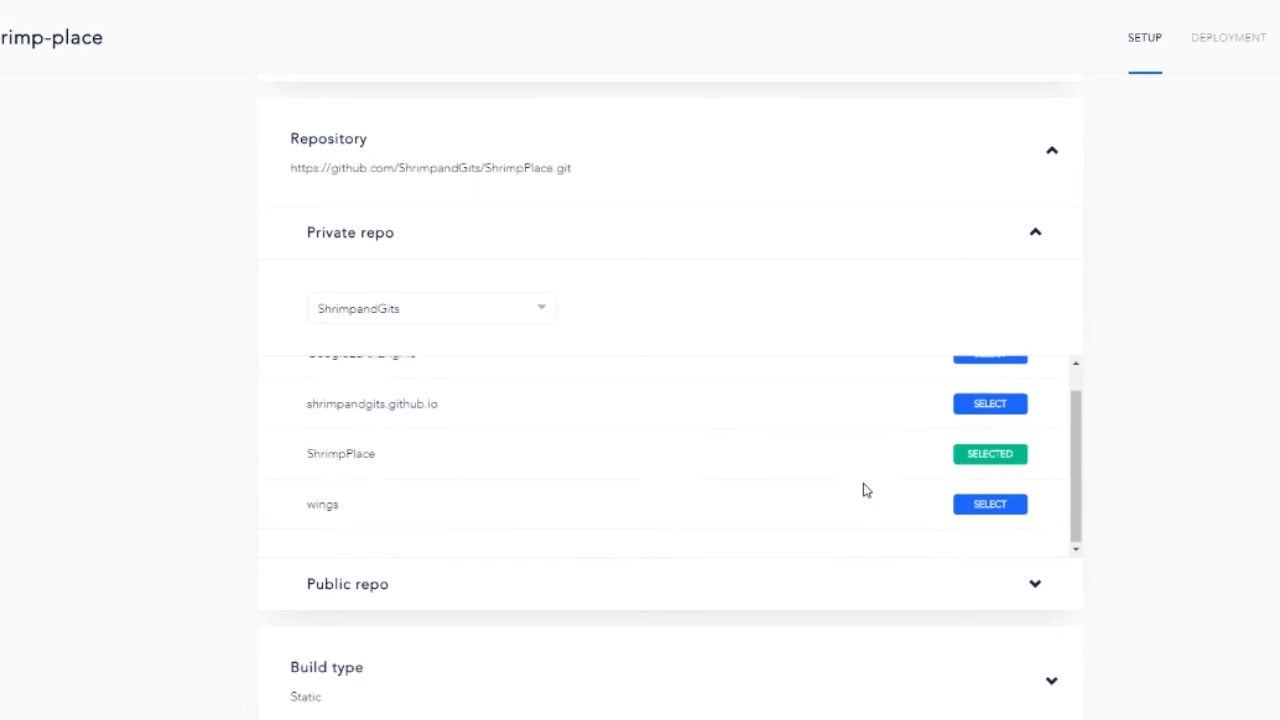 rimp-place
SETUP
DEPLOYMENT
Repository
https://github.com/ShrimpandGits/ShrimpPlace.git
Private repo
ShrimpandGits
shrimpandgits.github.io
SELECT
ShrimpPlace
SELECTED
wings
SELECT
Public repo
Build type
Static